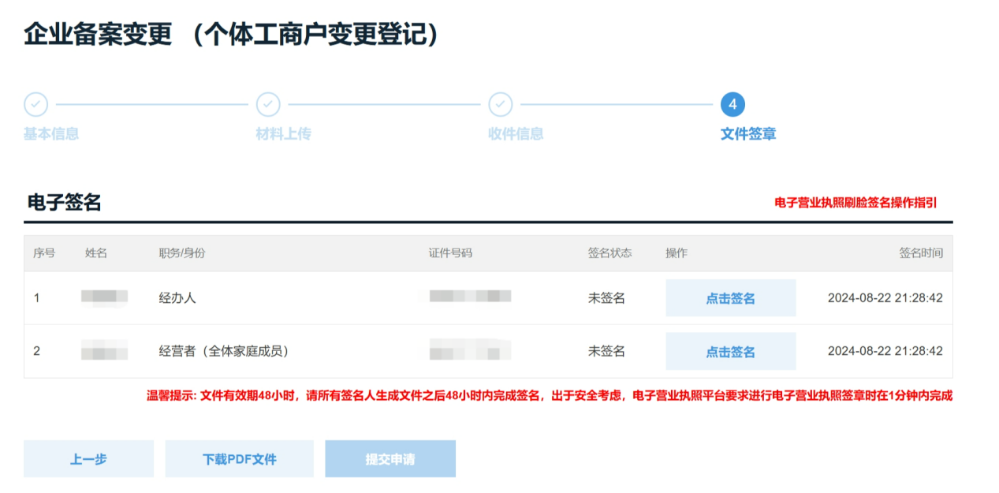 企业备案变更 （个体工商户变更登记）
4
基本信息 材料上传 收件信息 文件签章
电子签名 电子营业执照刷脸签名操作指引
序号 姓名 职务/身份 证件号码 签名状态 操作 签名时间
1 经办人 未签名 点击签名 2024-08-22 21:28:42
2 经营者（全体家庭成员） 未签名 点击签名 2024-08-22 21:28:42
温馨提示: 文件有效期48小时，请所有签名人生成文件之后48小时内完成签名，出于安全考虑，电子营业执照平台要求进行电子营业执照签章时在1分钟内完成
上一步 下载PDF文件 提交申请